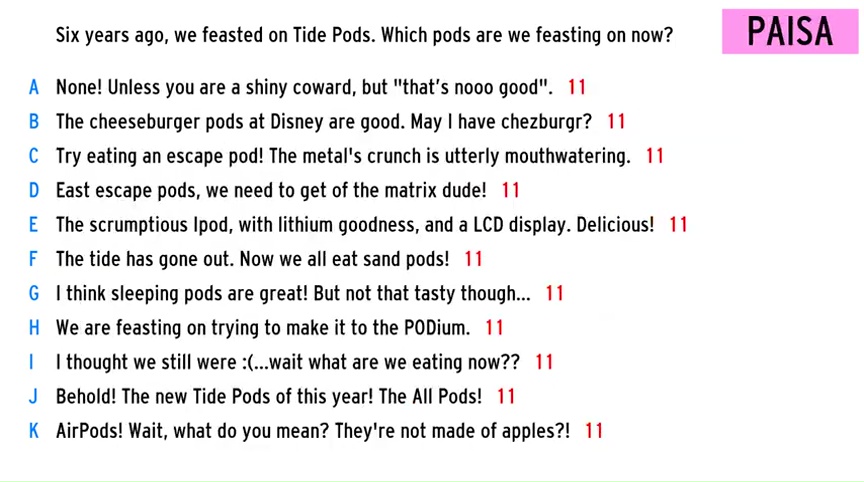 Six years ago, we feasted on Tide Pods. Which pods are we feasting on now?
PAISA
A None! Unless you are a shiny coward, but "that's nooo good". 11
B The cheeseburger pods at Disney are good. May I have chezburgr? 11
C Try eating an escape pod! The metal's crunch is utterly mouthwatering. 11
D East escape pods, we need to get of the matrix dude! 11
E The scrumptious Ipod, with lithium goodness, and a LCD display. Delicious! 11
F The tide has gone out. Now we all eat sand pods! 11
G I think sleeping pods are great! But not that tasty though... 11
H We are feasting on trying to make it to the PODium. 11
I I thought we still were :(...wait what are we eating now?? 11
J Behold! The new Tide Pods of this year! The All Pods! 11
K AirPods! Wait, what do you mean? They're not made of apples?! 11